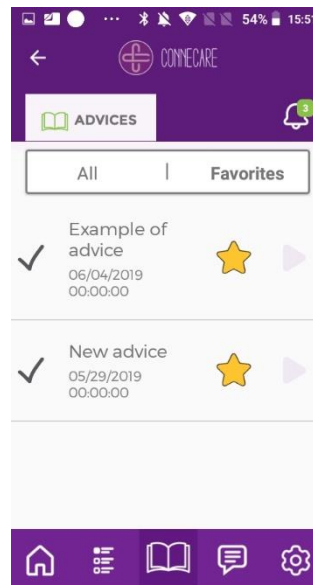 54% 15:51
CONNECARE
ADVICES
3
All | Favorites
Example of
advice
06/04/2019
00:00:00
New advice
05/29/2019
00:00:00